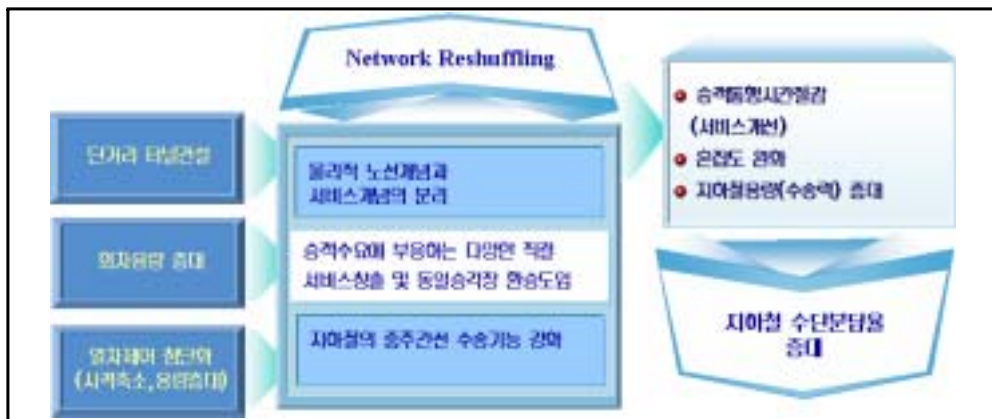 Network Reshuffling
단거리 터널건설
회차용량 증대
열차제어 첨단화
(시격축소,용량증대)
물리적 노선개념과
서비스개념의 분리
승객수요에 부응하는 다양한 직결
서비스창출 및 동일승강장 환승도입
지하철의 중추간선 수송기능 강화
승객통행시간절감
(서비스개선)
혼잡도 완화
지하철용량(수송력) 증대
지하철 수단분담율
증대